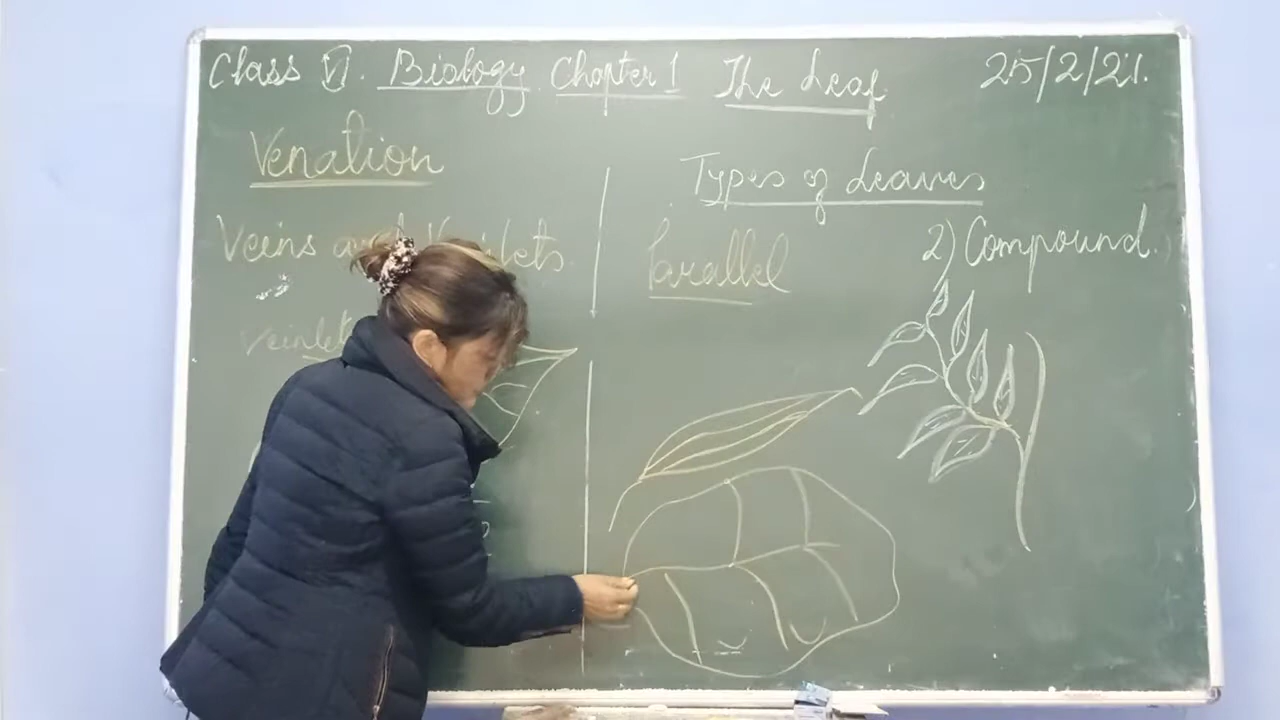 Class VI. Biology Chapter 1 The Leaf 25/2/21.
Venation
Types of Leaves
Veins
Parallel
2) Compound.